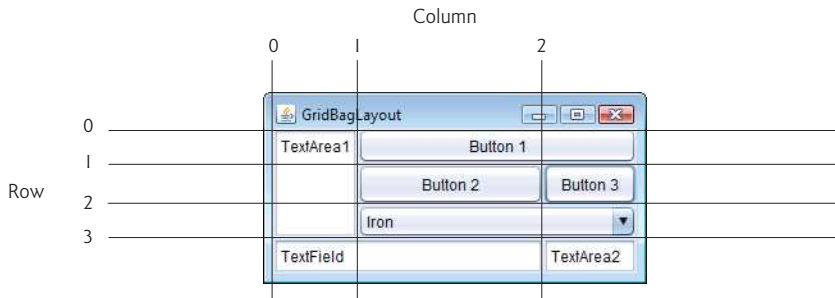 Column
0 1 2
GridBagLayout
0
TextArea1 Button 1
1
Button 2 Button 3
Row
2
Iron
3
TextField TextArea2